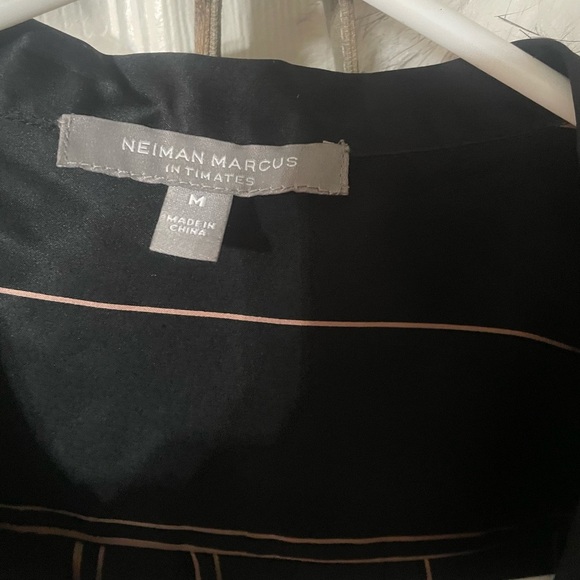 NEIMAN MARCUS
INTIMATES
M
MADE IN
CHINA